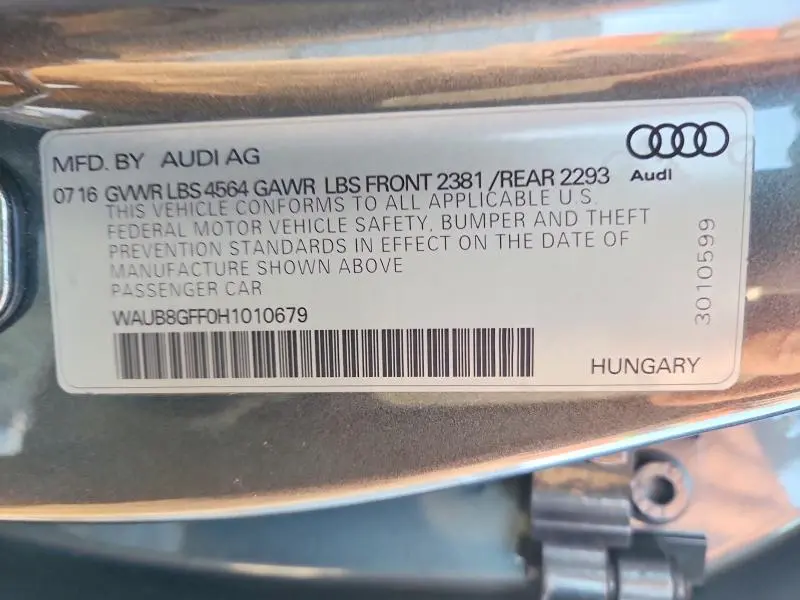 MFD. BY AUDI AG
Audi
07 16 GVWR LBS 4564 GAWR LBS FRONT 2381 /REAR 2293
THIS VEHICLE CONFORMS TO ALL APPLICABLE U.S.
FEDERAL MOTOR VEHICLE SAFETY, BUMPER AND THEFT
PREVENTION STANDARDS IN EFFECT ON THE DATE OF
MANUFACTURE SHOWN ABOVE
PASSENGER CAR
WAUB8GFF0H1010679
HUNGARY
3010599